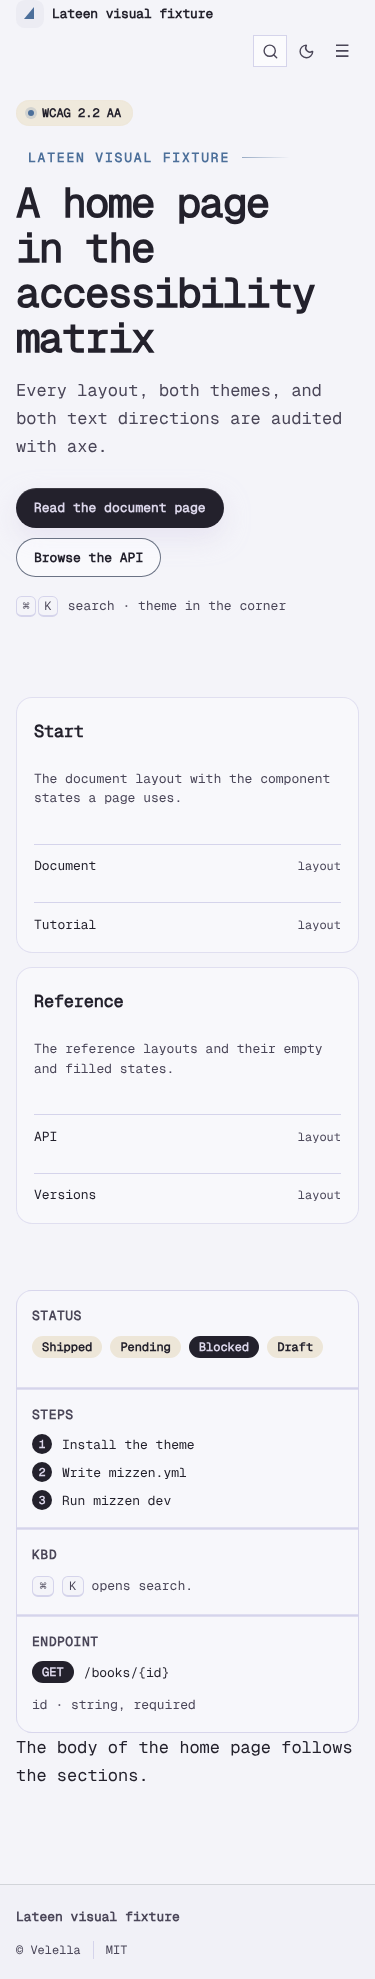 Lateen visual fixture
WCAG 2.2 AA
LATEEN VISUAL FIXTURE
A home page
in the
accessibility
matrix
Every layout, both themes, and
both text directions are audited
with axe.
Read the document page
Browse the API
⌘ K search · theme in the corner
Start
The document layout with the component
states a page uses.
Document layout
Tutorial layout
Reference
The reference layouts and their empty
and filled states.
API layout
Versions layout
STATUS
Shipped Pending Blocked Draft
STEPS
1 Install the theme
2 Write mizzen.yml
3 Run mizzen dev
KBD
⌘ K opens search.
ENDPOINT
GET /books/{id}
id · string, required
The body of the home page follows
the sections.
Lateen visual fixture
© Velella MIT